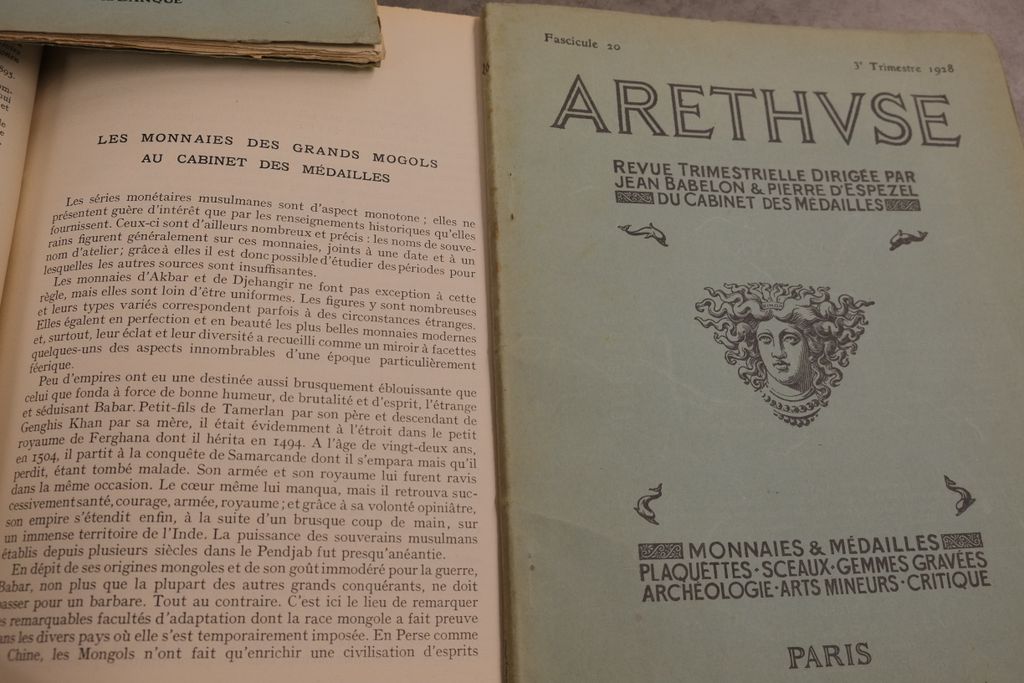 LES MONNAIES DES GRANDS MOGOLS
AU CABINET DES MÉDAILLES
Les séries monétaires musulmanes sont d'aspect monotone ; elles ne
présentent guère d'intérêt que par les renseignements historiques qu'elles
fournissent. Ceux-ci sont d'ailleurs nombreux et précis : les noms de souve-
rains figurent généralement sur ces monnaies, joints à une date et à un
nom d'atelier ; grâce à elles il est donc possible d'étudier des périodes pour
lesquelles les autres sources sont insuffisantes.
Les monnaies d'Akbar et de Djehangir ne font pas exception à cette
règle, mais elles sont loin d'être uniformes. Les figures y sont nombreuses
et leurs types variés correspondent parfois à des circonstances étranges.
Elles égalent en perfection et en beauté les plus belles monnaies modernes
et, surtout, leur éclat et leur diversité a recueilli comme un miroir à facettes
quelques-uns des aspects innombrables d'une époque particulièrement
féerique.
Peu d'empires ont eu une destinée aussi brusquement éblouissante que
celui que fonda à force de bonne humeur, de brutalité et d'esprit, l'étrange
et séduisant Babar. Petit-fils de Tamerlan par son père et descendant de
Genghis Khan par sa mère, il était évidemment à l'étroit dans le petit
royaume de Ferghana dont il hérita en 1494. A l'âge de vingt-deux ans,
en 1504, il partit à la conquête de Samarcande dont il s'empara mais qu'il
perdit, étant tombé malade. Son armée et son royaume lui furent ravis
dans la même occasion. Le cœur même lui manqua, mais il retrouva suc-
cessivement santé, courage, armée, royaume ; et grâce à sa volonté opiniâtre,
son empire s'étendit enfin, à la suite d'un brusque coup de main, sur
un immense territoire de l'Inde. La puissance des souverains musulmans
établis depuis plusieurs siècles dans le Pendjab fut presqu'anéantie.
En dépit de ses origines mongoles et de son goût immodéré pour la guerre,
Babar, non plus que la plupart des autres grands conquérants, ne doit
passer pour un barbare. Tout au contraire. C'est ici le lieu de remarquer
remarquables facultés d'adaptation dont la race mongole a fait preuve
les divers pays où elle s'est temporairement imposée. En Perse comme
Chine, les Mongols n'ont fait qu'enrichir une civilisation d'esprits
Fascicule 20
3e Trimestre 1928
ARETHVSE
REVUE TRIMESTRIELLE DIRIGÉE PAR
JEAN BABELON & PIERRE D'ESPEZEL
DU CABINET DES MÉDAILLES
MONNAIES & MÉDAILLES
PLAQUETTES · SCEAUX · GEMMES GRAVÉES
ARCHÉOLOGIE · ARTS MINEURS · CRITIQUE
PARIS